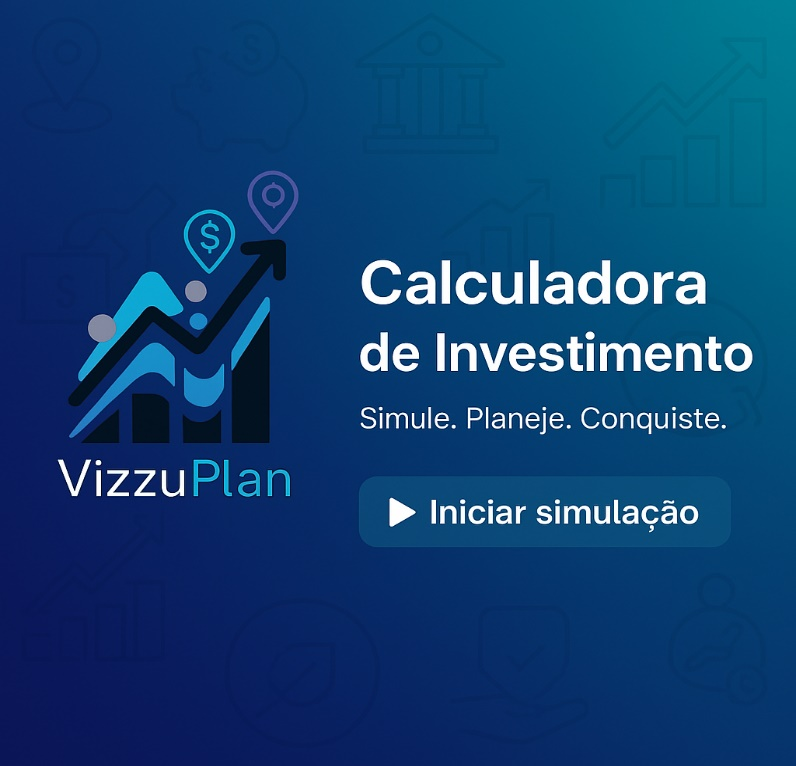 $
VizzuPlan
Calculadora
de Investimento
Simule. Planeje. Conquiste.
Iniciar simulação